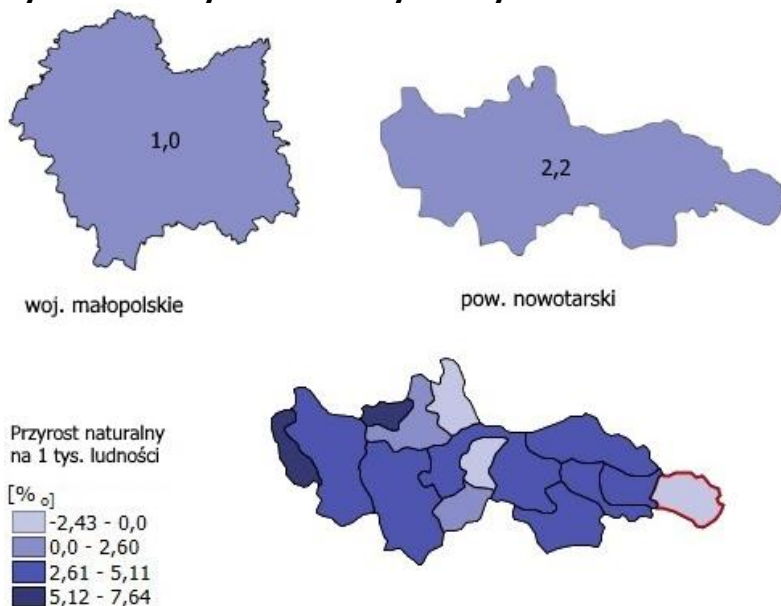 1,0
2,2
woj. małopolskie
pow. nowotarski
Przyrost naturalny
na 1 tys. ludności
[% o]
-2,43 - 0,0
0,0 - 2,60
2,61 - 5,11
5,12 - 7,64